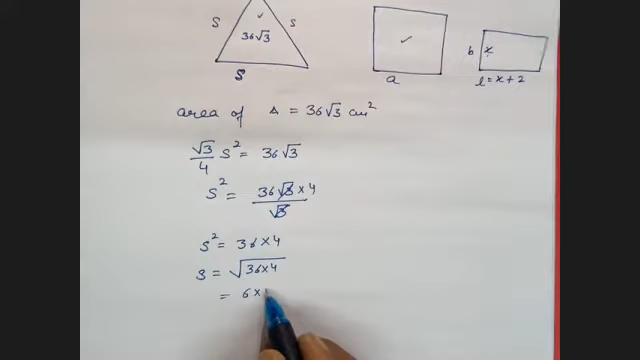 S ✓ s
36√3
S
✓
a
b x
l = x + 2
area of Δ = 36√3 cm²
√3/4 S² = 36√3
S² = 36√3 × 4 / √3
S² = 36 × 4
S = √36×4
= 6 ×